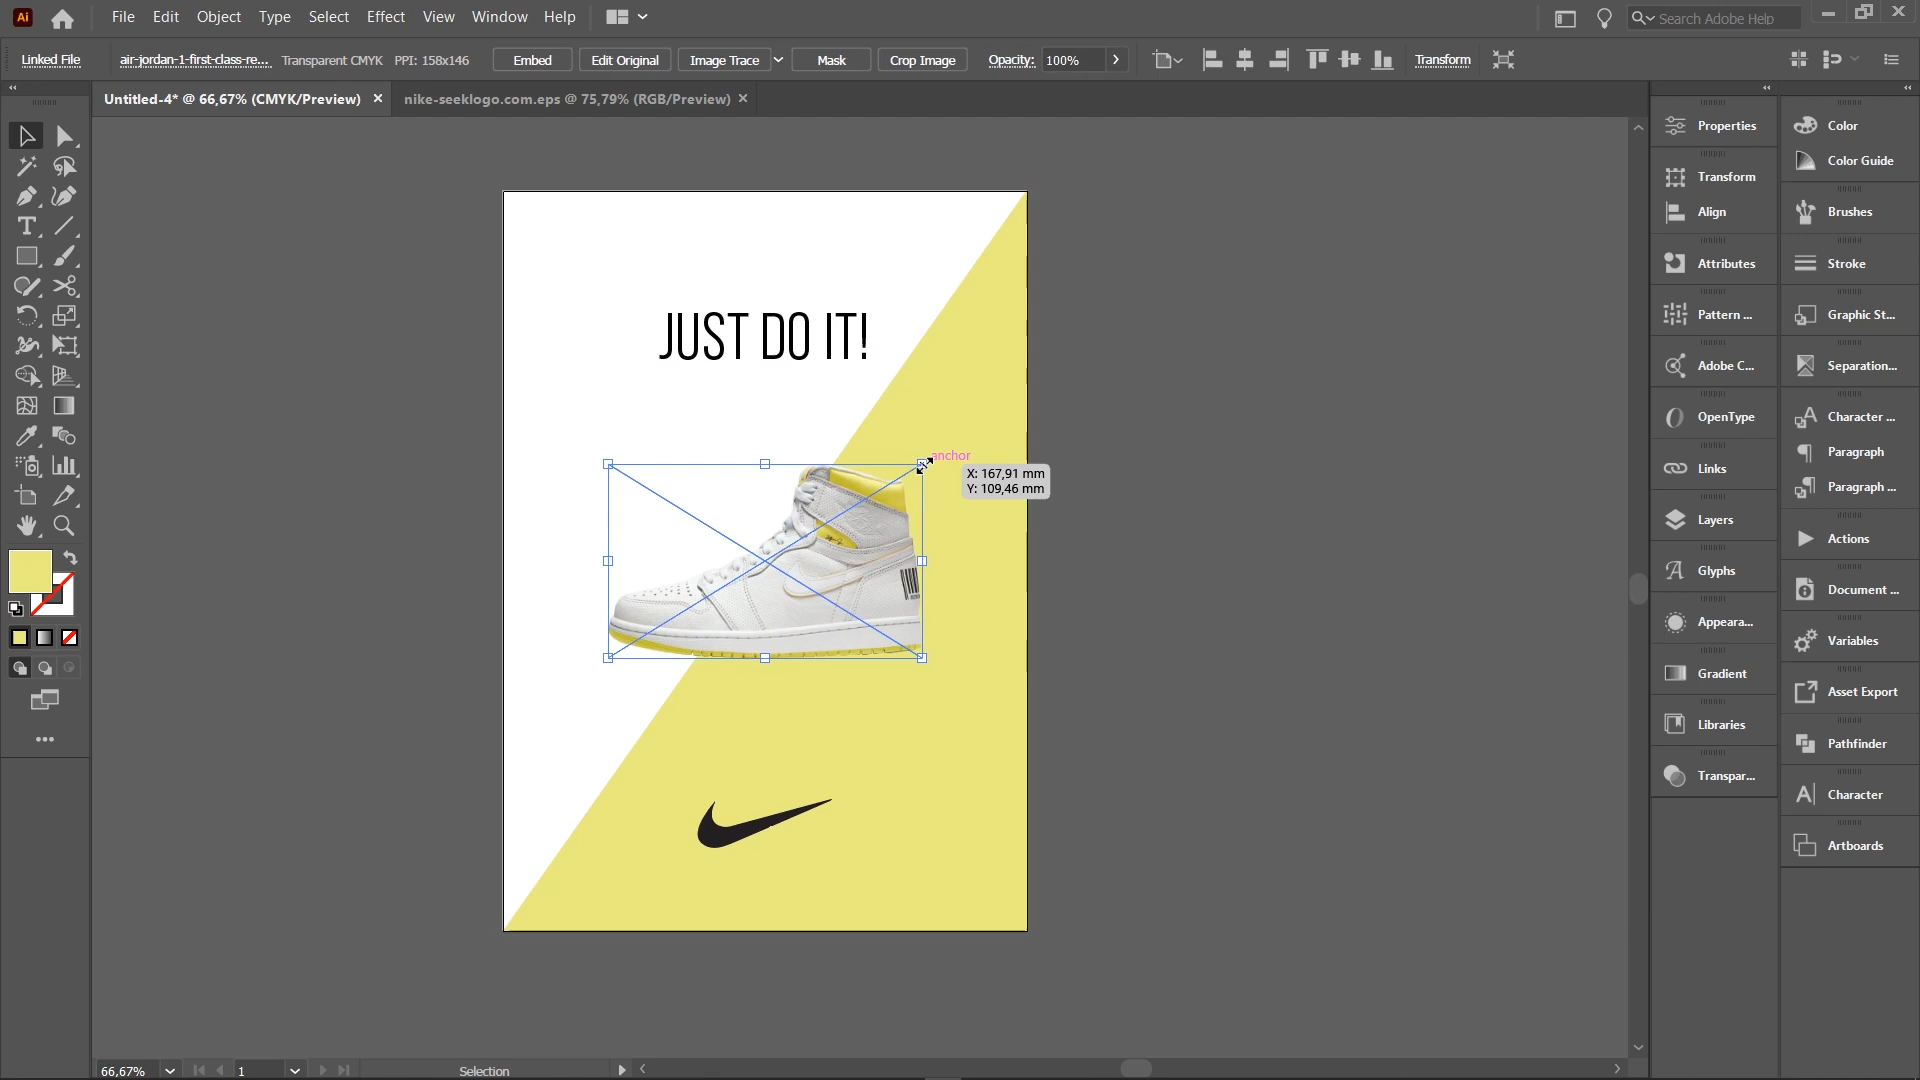 Ai File Edit Object Type Select Effect View Window Help Search Adobe Help
Linked File air-jordan-1-first-class-re... Transparent CMYK PPI: 158x146 Embed Edit Original Image Trace Mask Crop Image Opacity: 100% Transform
Untitled-4* @ 66,67% (CMYK/Preview) nike-seeklogo.com.eps @ 75,79% (RGB/Preview)
JUST DO IT!
anchor
X: 167,91 mm
Y: 109,46 mm
Properties
Transform
Align
Attributes
Pattern ...
Adobe C...
OpenType
Links
Layers
Glyphs
Appeara...
Gradient
Libraries
Transpar...
Color
Color Guide
Brushes
Stroke
Graphic St...
Separation...
Character ...
Paragraph
Paragraph ...
Actions
Document ...
Variables
Asset Export
Pathfinder
Character
Artboards
66,67% 1 Selection